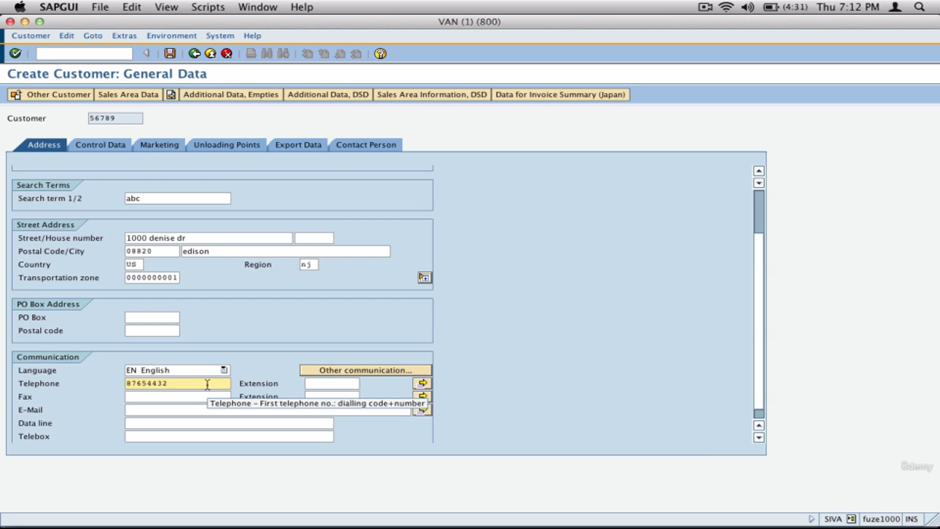 SAPGUI File Edit View Scripts Window Help (4:31) Thu 7:12 PM
VAN (1) (800)
Customer Edit Goto Extras Environment System Help
Create Customer: General Data
Other Customer Sales Area Data Additional Data, Empties Additional Data, DSD Sales Area Information, DSD Data for Invoice Summary (Japan)
Customer 56789
Address Control Data Marketing Unloading Points Export Data Contact Person
Search Terms
Search term 1/2 abc
Street Address
Street/House number 1000 denise dr
Postal Code/City 08820 edison
Country US Region nj
Transportation zone 0000000001
PO Box Address
PO Box
Postal code
Communication
Language EN English Other communication...
Telephone 87654432 Extension
Fax Extension
Telephone - First telephone no.: dialling code+number
E-Mail
Data line
Telebox
Udemy
SIVA fuze1000 INS